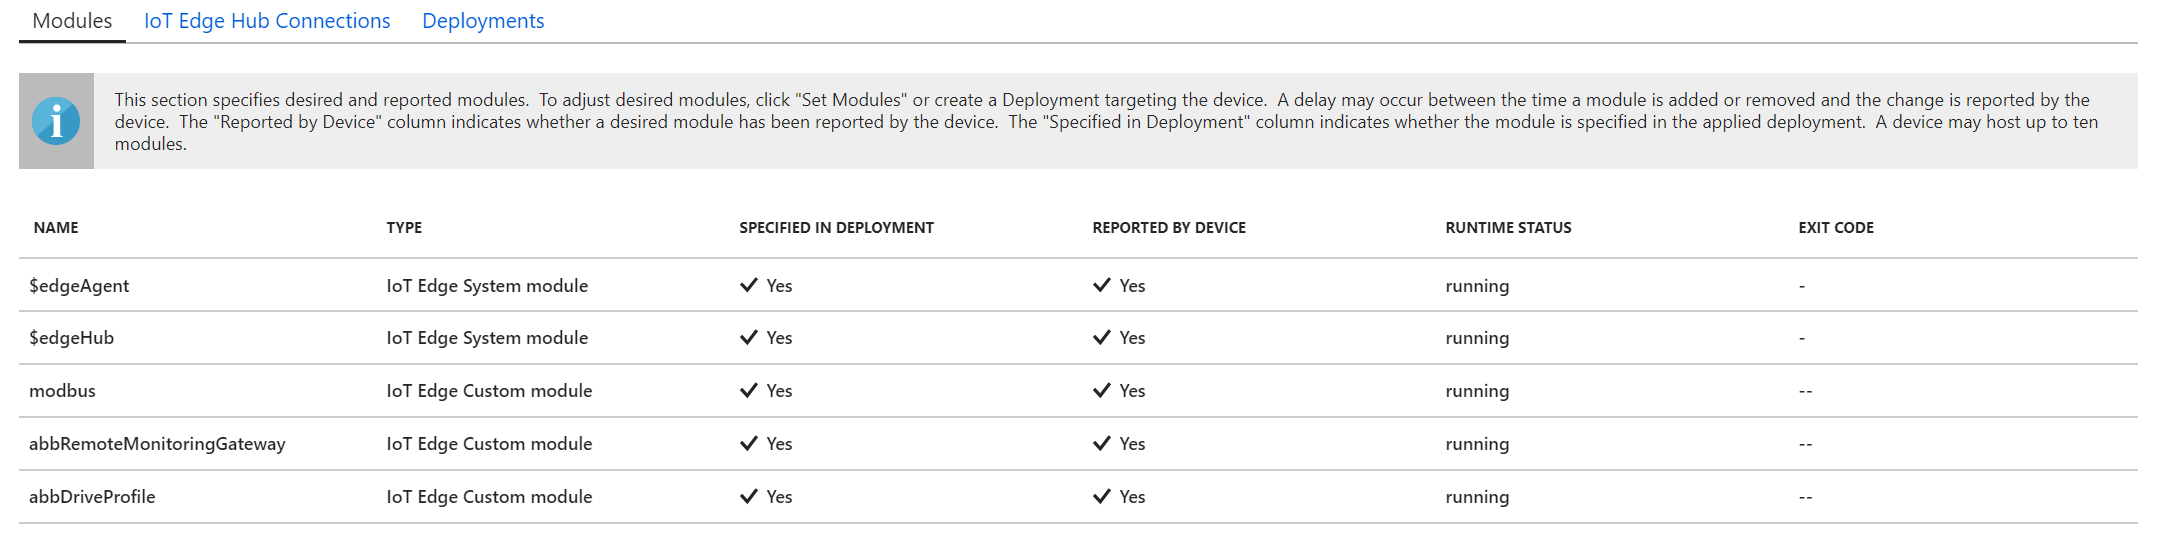 Modules IoT Edge Hub Connections Deployments
This section specifies desired and reported modules. To adjust desired modules, click "Set Modules" or create a Deployment targeting the device. A delay may occur between the time a module is added or removed and the change is reported by the
device. The "Reported by Device" column indicates whether a desired module has been reported by the device. The "Specified in Deployment" column indicates whether the module is specified in the applied deployment. A device may host up to ten
modules.
NAME TYPE SPECIFIED IN DEPLOYMENT REPORTED BY DEVICE RUNTIME STATUS EXIT CODE
$edgeAgent IoT Edge System module ✓ Yes ✓ Yes running -
$edgeHub IoT Edge System module ✓ Yes ✓ Yes running -
modbus IoT Edge Custom module ✓ Yes ✓ Yes running --
abbRemoteMonitoringGateway IoT Edge Custom module ✓ Yes ✓ Yes running --
abbDriveProfile IoT Edge Custom module ✓ Yes ✓ Yes running --